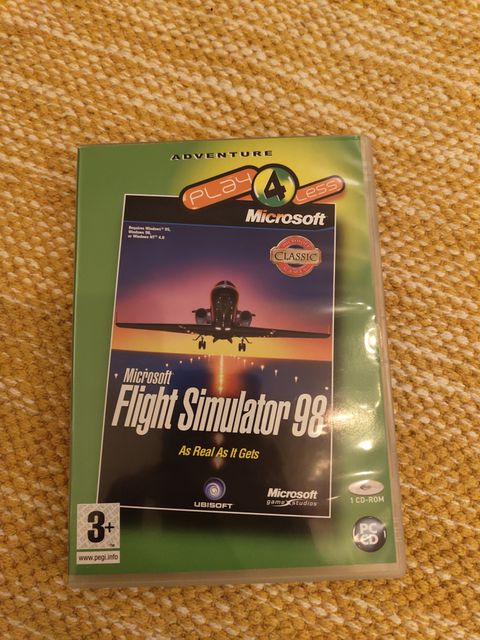 ADVENTURE
PLAY 4 LESS
Microsoft
Requires Windows® 95,
Windows 98,
or Windows NT® 4.0
MICROSOFT
CLASSIC
GAMES
Microsoft
Flight Simulator 98
As Real As It Gets
UBISOFT
Microsoft
game studios
1 CD-ROM
PC
CD
3+
www.pegi.info